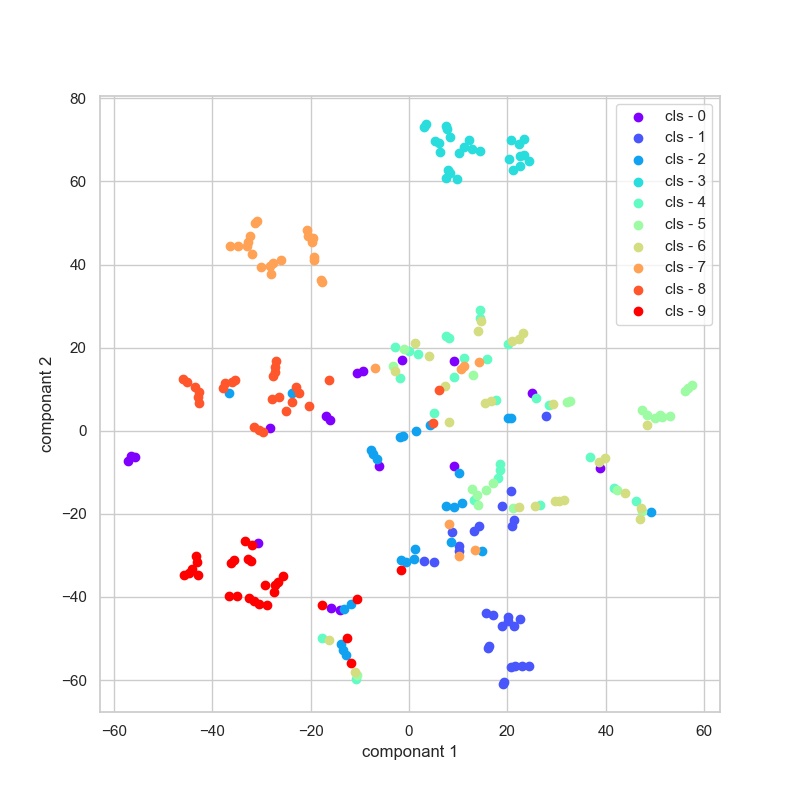 80
60
40
20
0
−20
−40
−60
−60
−40
−20
0
20
40
60
componant 1
componant 2
cls - 0
cls - 1
cls - 2
cls - 3
cls - 4
cls - 5
cls - 6
cls - 7
cls - 8
cls - 9